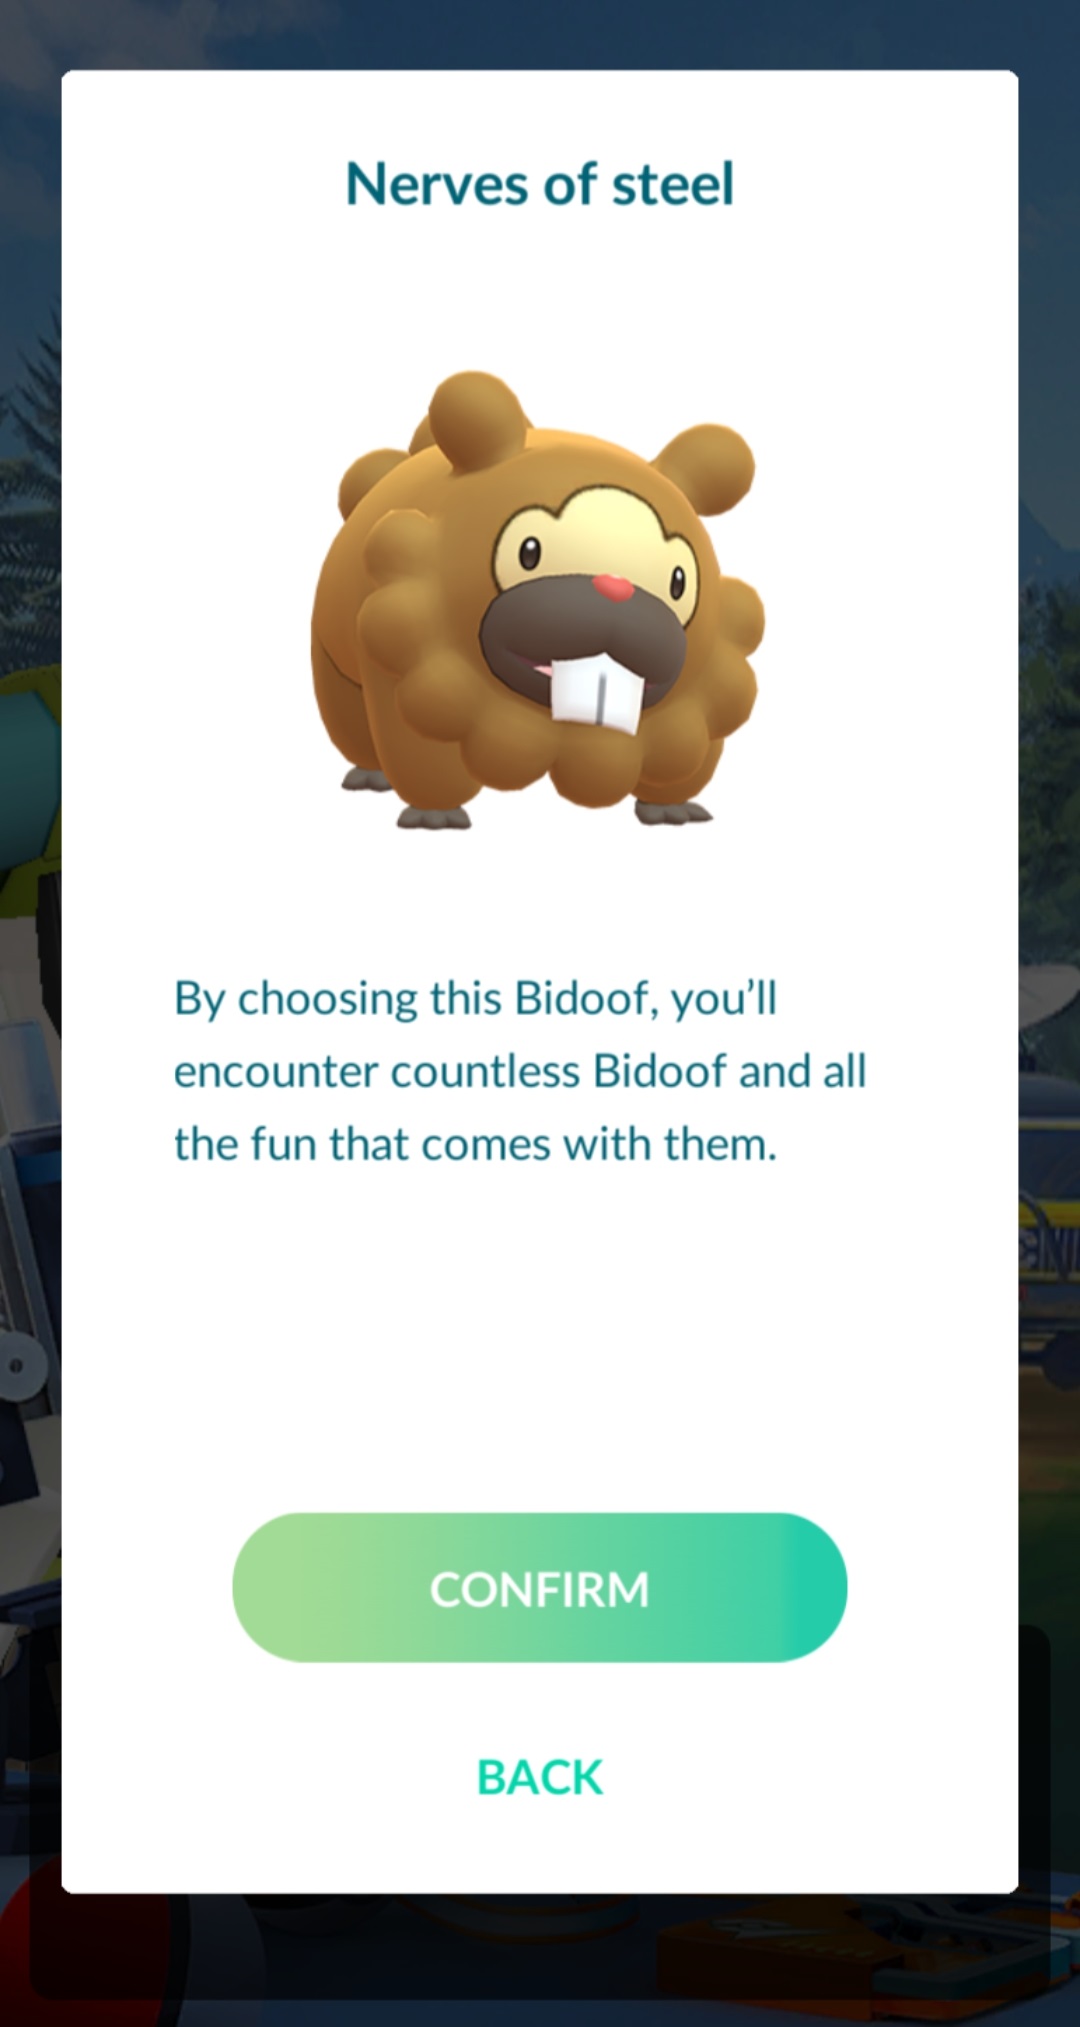 Nerves of steel
By choosing this Bidoof, you’ll
encounter countless Bidoof and all
the fun that comes with them.
CONFIRM
BACK